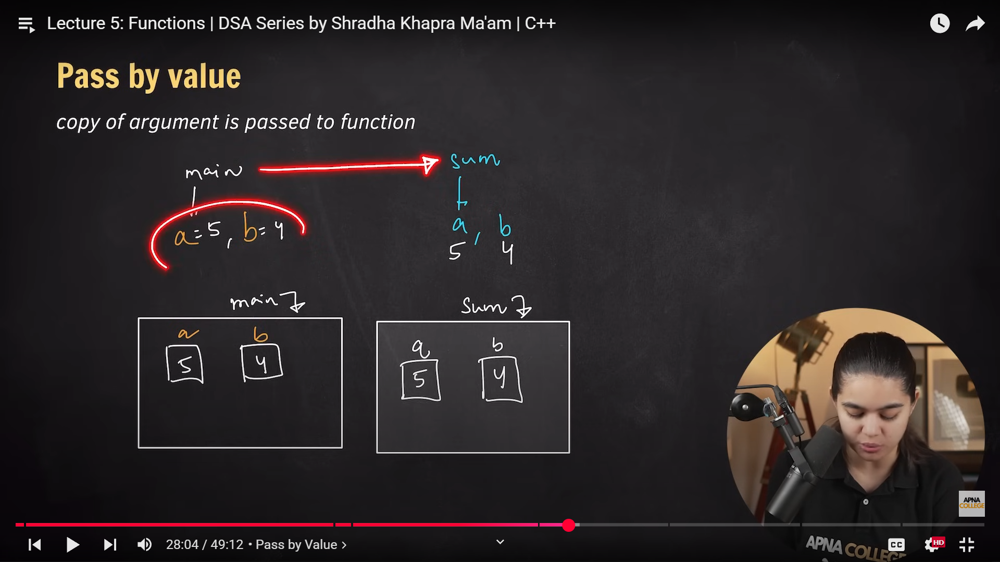 Lecture 5: Functions | DSA Series by Shradha Khapra Ma'am | C++
Pass by value
copy of argument is passed to function
main
sum
a=5, b=4
a, b
5 4
main
Sum
a b
5 4
a b
5 4
APNA
COLLEGE
28:04 / 49:12 • Pass by Value >
CC
HD
APNA COLLEGE